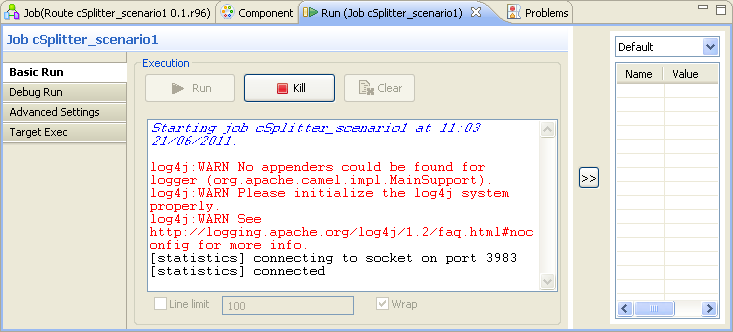 Job(Route cSplitter_scenario1 0.1.r96) Component Run (Job cSplitter_scenario1) Problems
Job cSplitter_scenario1
Basic Run
Debug Run
Advanced Settings
Target Exec
Execution
Run Kill Clear
Starting job cSplitter_scenario1 at 11:03
21/06/2011.
log4j:WARN No appenders could be found for
logger (org.apache.camel.impl.MainSupport).
log4j:WARN Please initialize the log4j system
properly.
log4j:WARN See
http://logging.apache.org/log4j/1.2/faq.html#noc
onfig for more info.
[statistics] connecting to socket on port 3983
[statistics] connected
Line limit 100 Wrap
>>
Default
Name Value